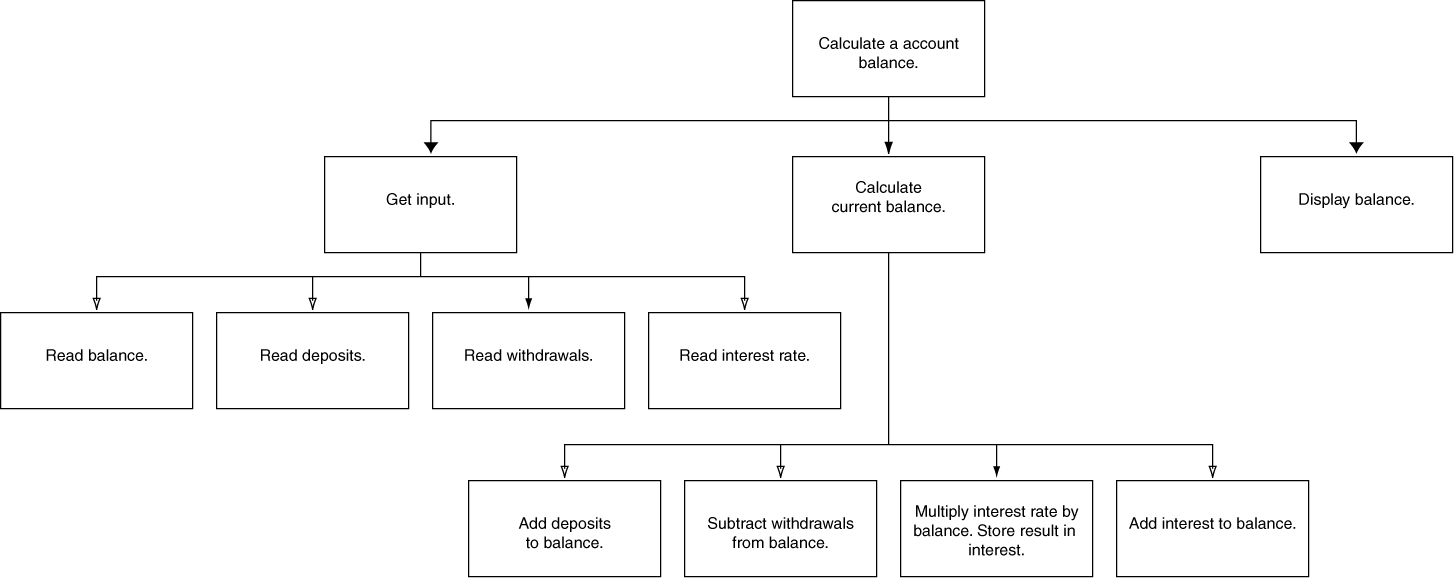 Calculate a account
balance.
Get input.
Calculate
current balance.
Display balance.
Read balance.
Read deposits.
Read withdrawals.
Read interest rate.
Add deposits
to balance.
Subtract withdrawals
from balance.
Multiply interest rate by
balance. Store result in
interest.
Add interest to balance.